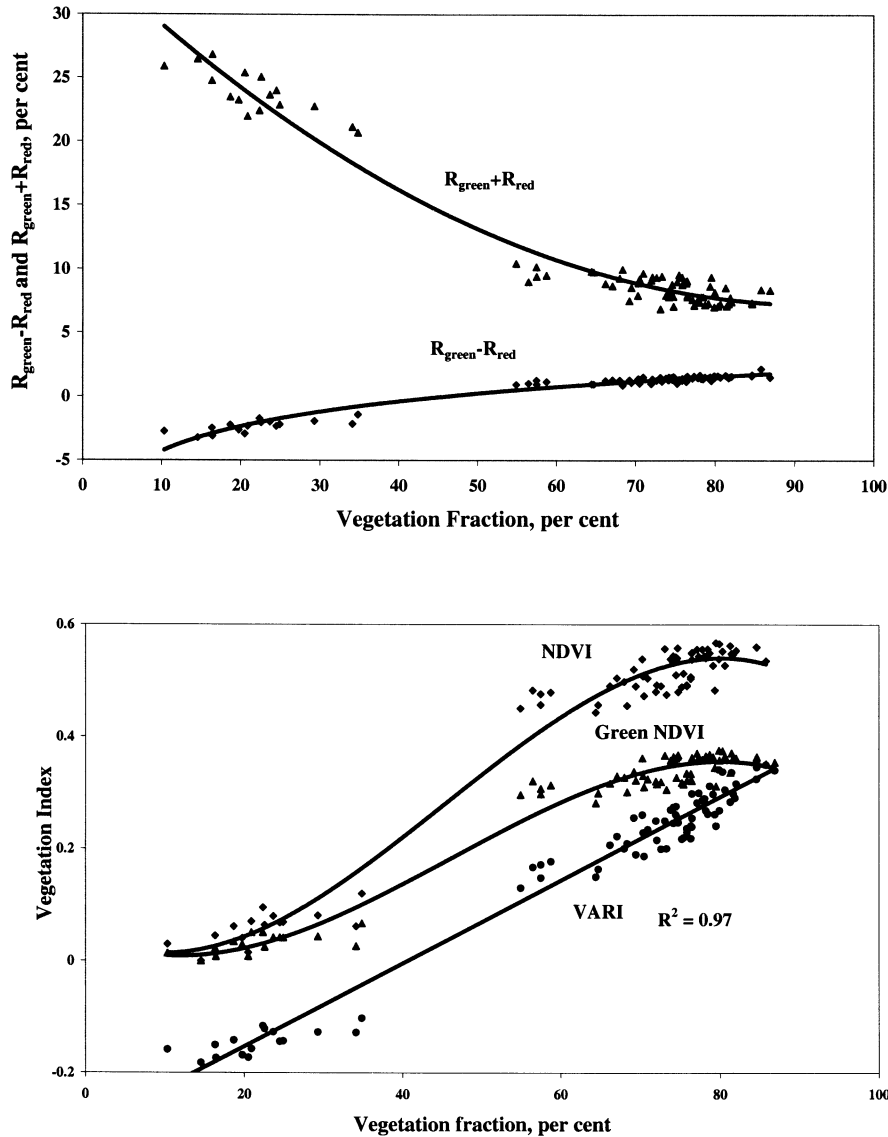 R_green-R_red and R_green+R_red, per cent
30
25
20
15
10
5
0
-5
R_green+R_red
R_green-R_red
0 10 20 30 40 50 60 70 80 90 100
Vegetation Fraction, per cent
Vegetation Index
0.6
0.4
0.2
0
-0.2
NDVI
Green NDVI
VARI
R² = 0.97
0 20 40 60 80 100
Vegetation fraction, per cent